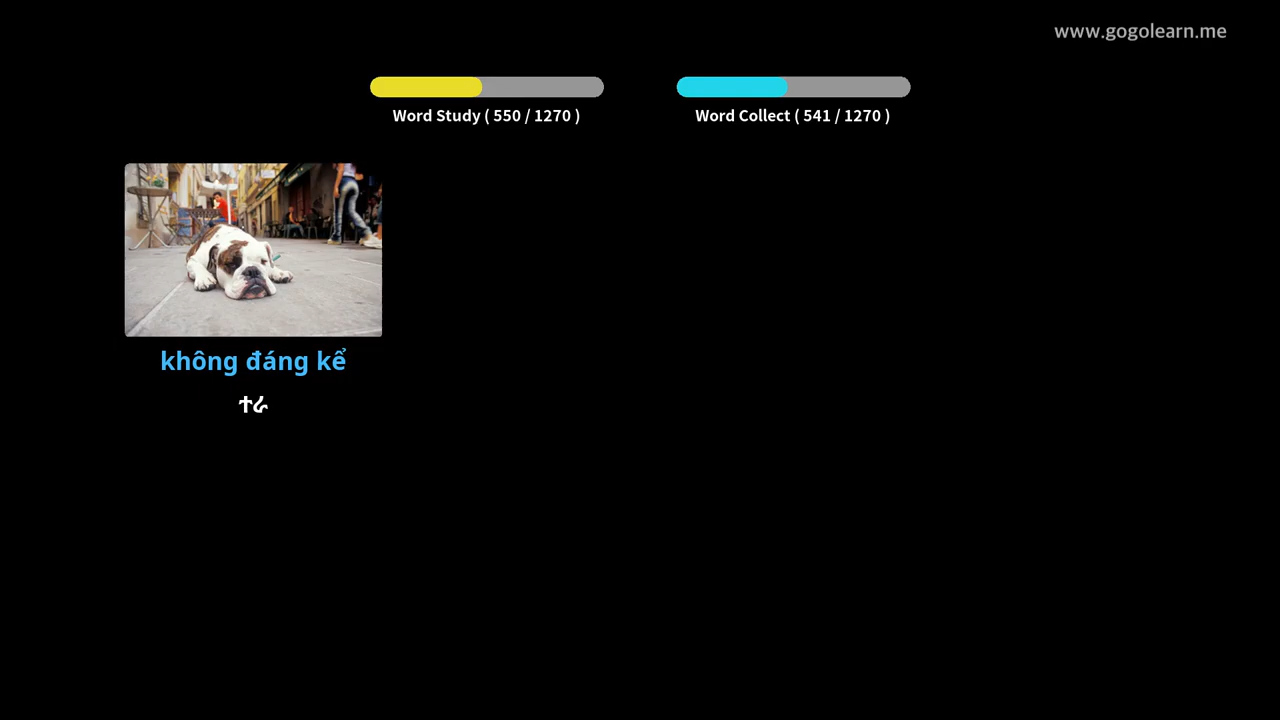 www.gogolearn.me
Word Study ( 550 / 1270 )
Word Collect ( 541 / 1270 )
không đáng kể
ተራ